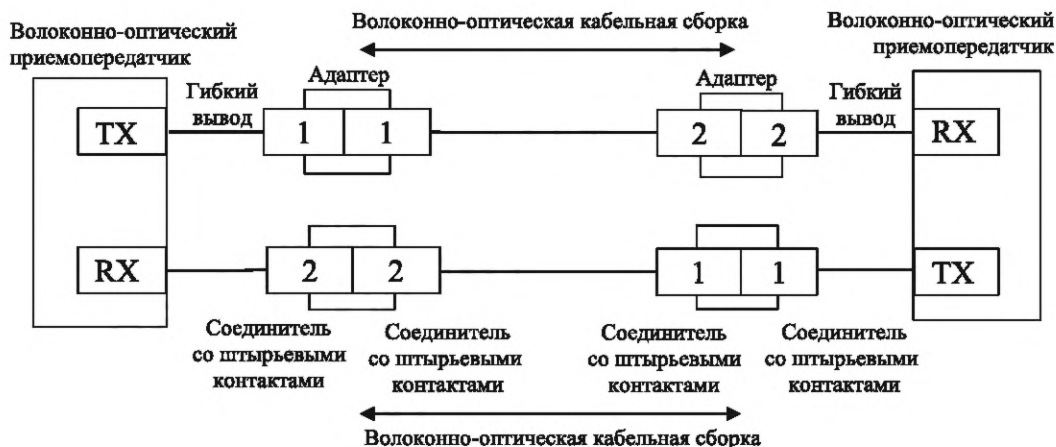 Волоконно-оптическая кабельная сборка
Волоконно-оптический
приемопередатчик
Волоконно-оптический
приемопередатчик
Гибкий
вывод
Адаптер
Адаптер
Гибкий
вывод
TX
1
1
2
2
RX
RX
2
2
1
1
TX
Соединитель
со штырьевыми
контактами
Соединитель
со штырьевыми
контактами
Соединитель
со штырьевыми
контактами
Соединитель
со штырьевыми
контактами
Волоконно-оптическая кабельная сборка